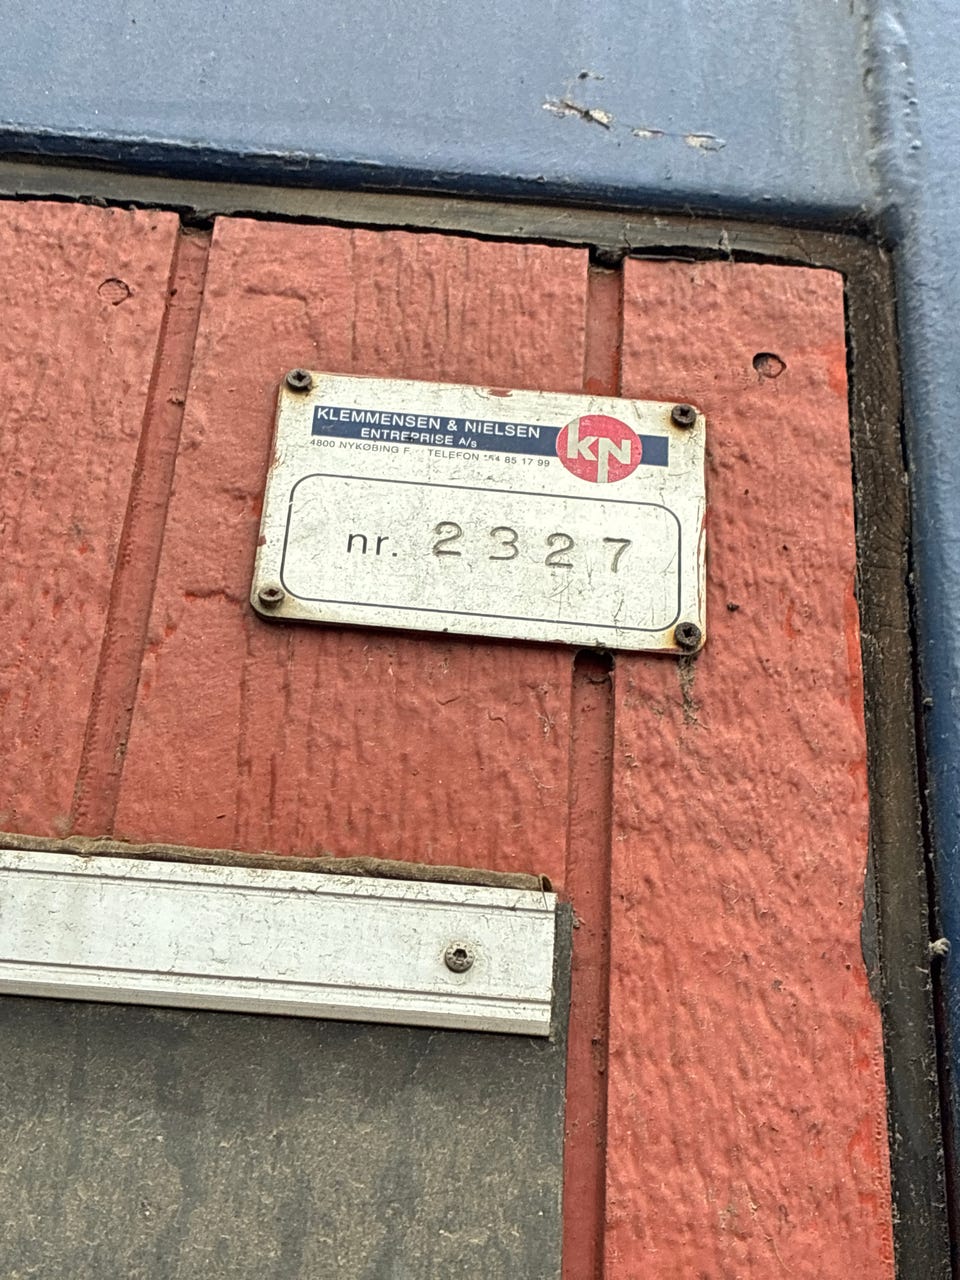 KLEMMENSEN & NIELSEN
ENTREPRISE A/s
4800 NYKØBING F. TELEFON 54 85 17 99
KN
nr. 2327